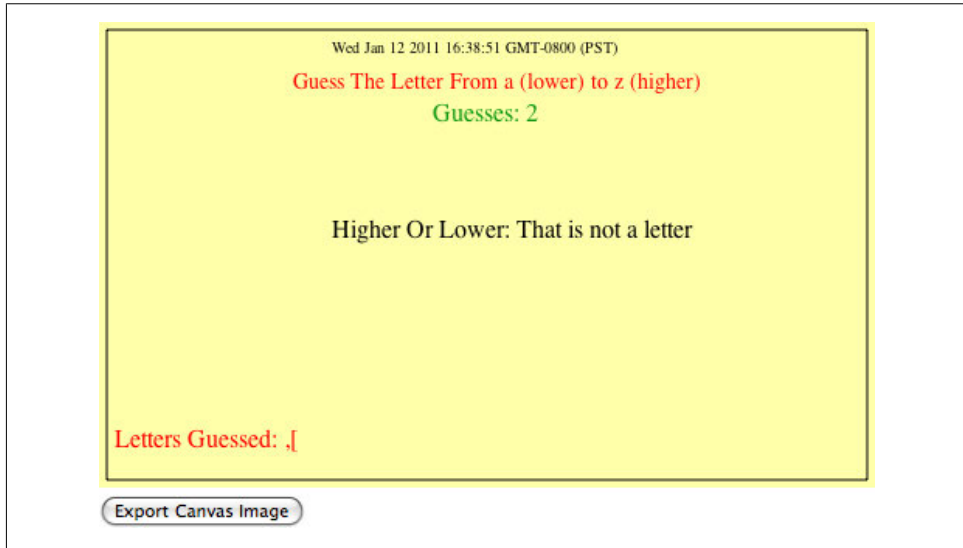 Wed Jan 12 2011 16:38:51 GMT-0800 (PST)
Guess The Letter From a (lower) to z (higher)
Guesses: 2
Higher Or Lower: That is not a letter
Letters Guessed: ,[
Export Canvas Image